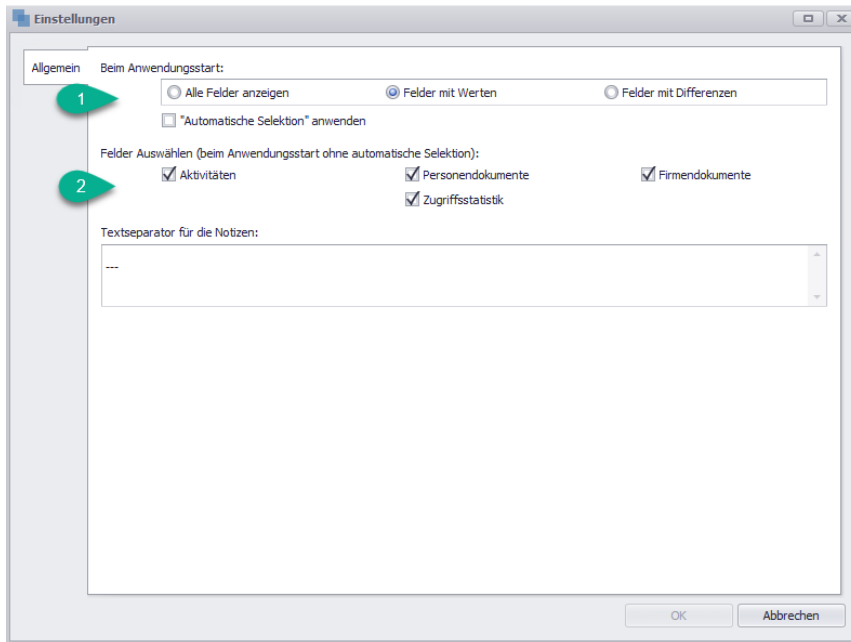 Einstellungen
Allgemein
Beim Anwendungsstart:
1
Alle Felder anzeigen Felder mit Werten Felder mit Differenzen
"Automatische Selektion" anwenden
Felder Auswählen (beim Anwendungsstart ohne automatische Selektion):
2
Aktivitäten Personendokumente Firmendokumente
Zugriffsstatistik
Textseparator für die Notizen:
---
OK Abbrechen